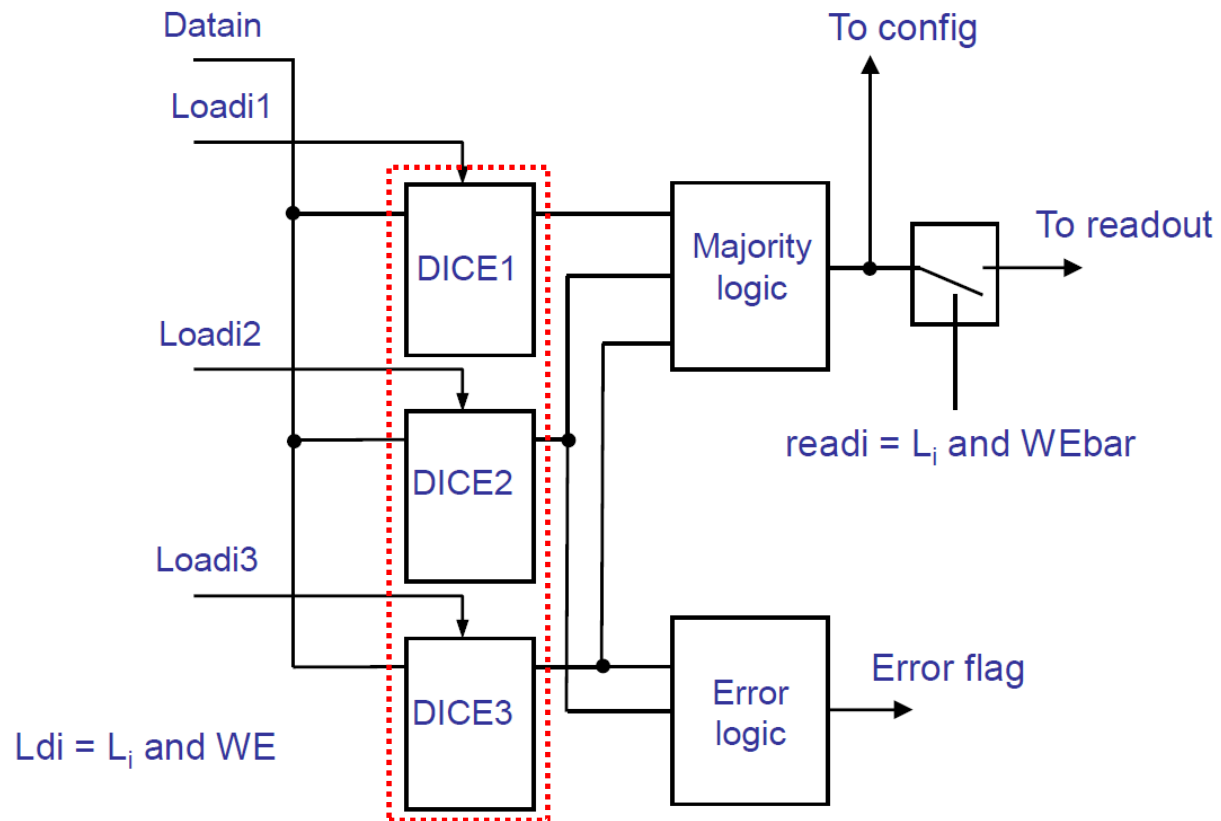 Datain
To config
Loadi1
DICE1
Majority
logic
To readout
Loadi2
DICE2
readi = Lᵢ and WEbar
Loadi3
DICE3
Error
logic
Error flag
Ldi = Lᵢ and WE